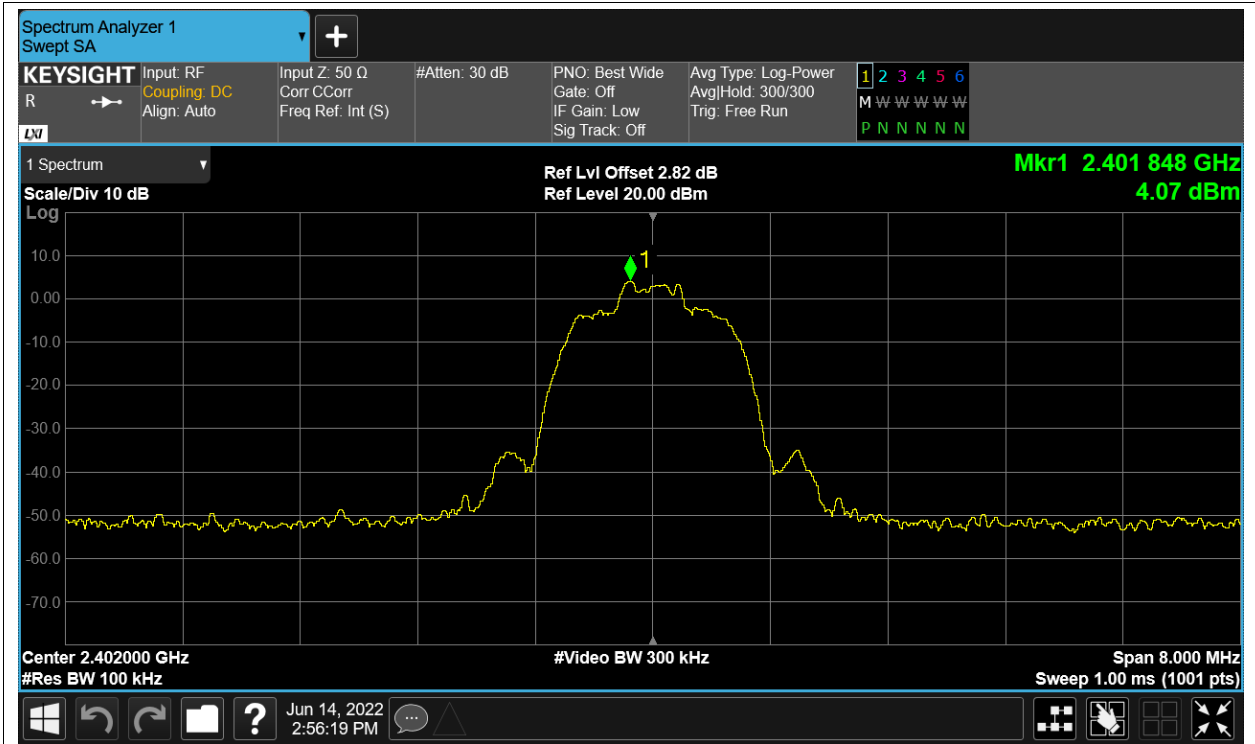 Spectrum Analyzer 1
Swept SA
+
KEYSIGHT
R
LXI
Input: RF
Coupling: DC
Align: Auto
Input Z: 50 Ω
Corr CCorr
Freq Ref: Int (S)
#Atten: 30 dB
PNO: Best Wide
Gate: Off
IF Gain: Low
Sig Track: Off
Avg Type: Log-Power
Avg|Hold: 300/300
Trig: Free Run
1 2 3 4 5 6
M W W W W W
P N N N N N
1 Spectrum
Scale/Div 10 dB
Log
Ref Lvl Offset 2.82 dB
Ref Level 20.00 dBm
Mkr1 2.401 848 GHz
4.07 dBm
1
10.0
0.00
-10.0
-20.0
-30.0
-40.0
-50.0
-60.0
-70.0
Center 2.402000 GHz
#Res BW 100 kHz
#Video BW 300 kHz
Span 8.000 MHz
Sweep 1.00 ms (1001 pts)
?
Jun 14, 2022
2:56:19 PM